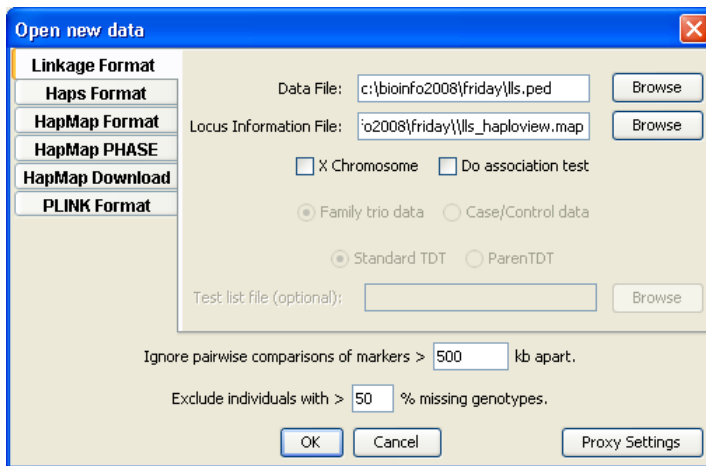 Open new data
Linkage Format
Haps Format
HapMap Format
HapMap PHASE
HapMap Download
PLINK Format
Data File: c:\bioinfo2008\friday\lls.ped Browse
Locus Information File: o2008\friday\\lls_haploview.map Browse
X Chromosome Do association test
Family trio data Case/Control data
Standard TDT ParenTDT
Test list file (optional): Browse
Ignore pairwise comparisons of markers > 500 kb apart.
Exclude individuals with > 50 % missing genotypes.
OK Cancel Proxy Settings